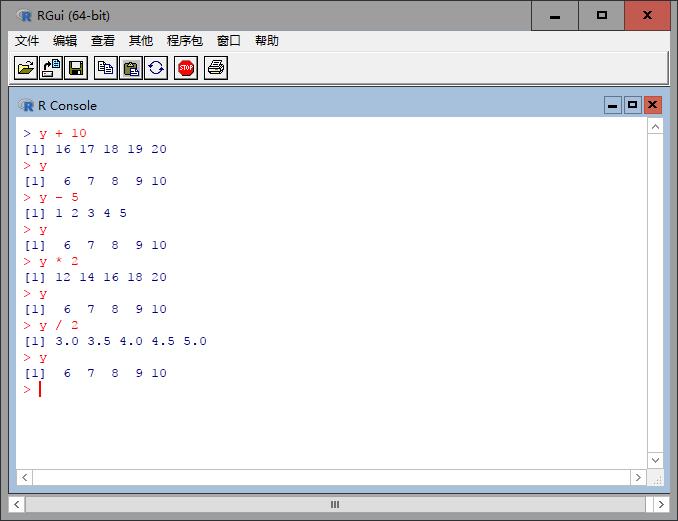 RGui (64-bit)
文件 编辑 查看 其他 程序包 窗口 帮助
STOP
R Console
> y + 10
[1] 16 17 18 19 20
> y
[1]  6  7  8  9 10
> y - 5
[1] 1 2 3 4 5
> y
[1]  6  7  8  9 10
> y * 2
[1] 12 14 16 18 20
> y
[1]  6  7  8  9 10
> y / 2
[1] 3.0 3.5 4.0 4.5 5.0
> y
[1]  6  7  8  9 10
>